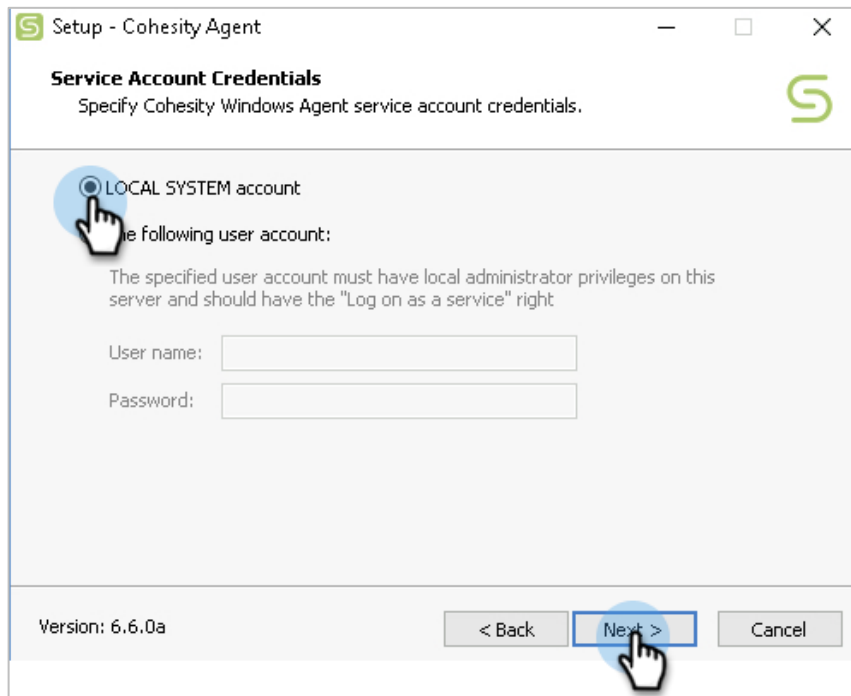 Setup - Cohesity Agent
Service Account Credentials
Specify Cohesity Windows Agent service account credentials.
LOCAL SYSTEM account
following user account:
The specified user account must have local administrator privileges on this
server and should have the "Log on as a service" right
User name:
Password:
Version: 6.6.0a
< Back
Next >
Cancel